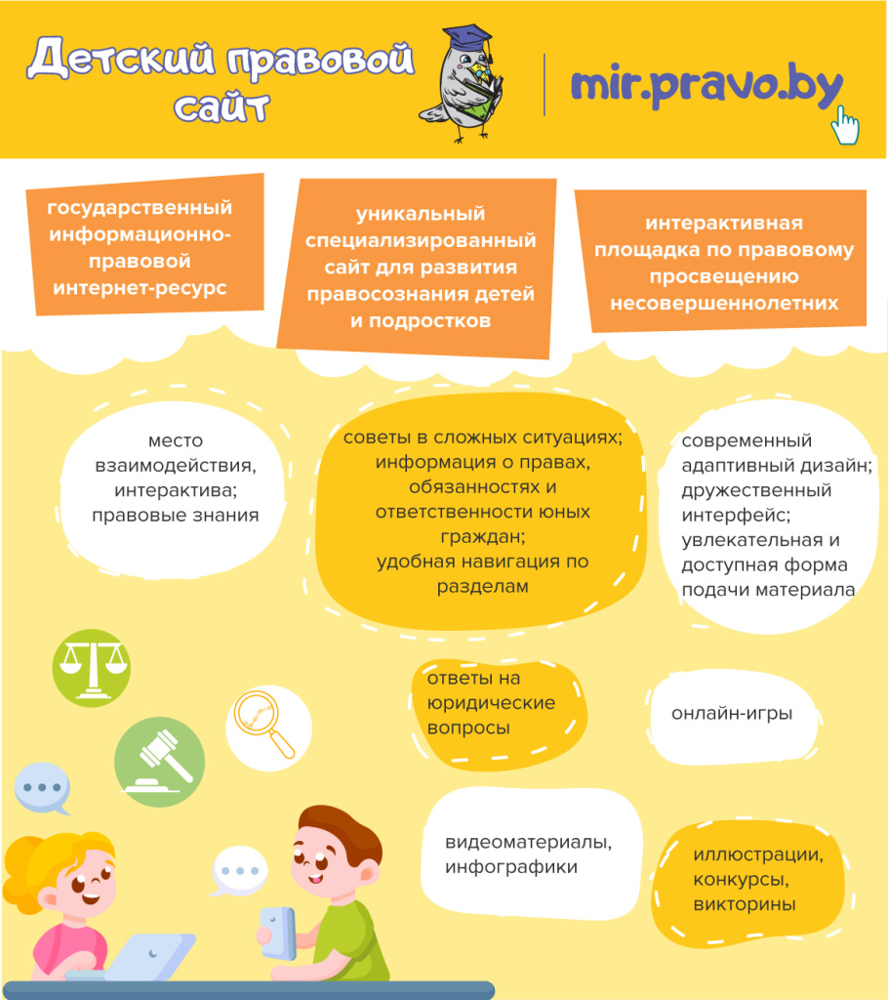 Детский правовой
сайт
mir.pravo.by
государственный
информационно-
правовой
интернет-ресурс
уникальный
специализированный
сайт для развития
правосознания детей
и подростков
интерактивная
площадка по правовому
просвещению
несовершеннолетних
место
взаимодействия,
интерактива;
правовые знания
советы в сложных ситуациях;
информация о правах,
обязанностях и
ответственности юных
граждан;
удобная навигация по
разделам
современный
адаптивный дизайн;
дружественный
интерфейс;
увлекательная и
доступная форма
подачи материала
ответы на
юридические
вопросы
онлайн-игры
видеоматериалы,
инфографики
иллюстрации,
конкурсы,
викторины